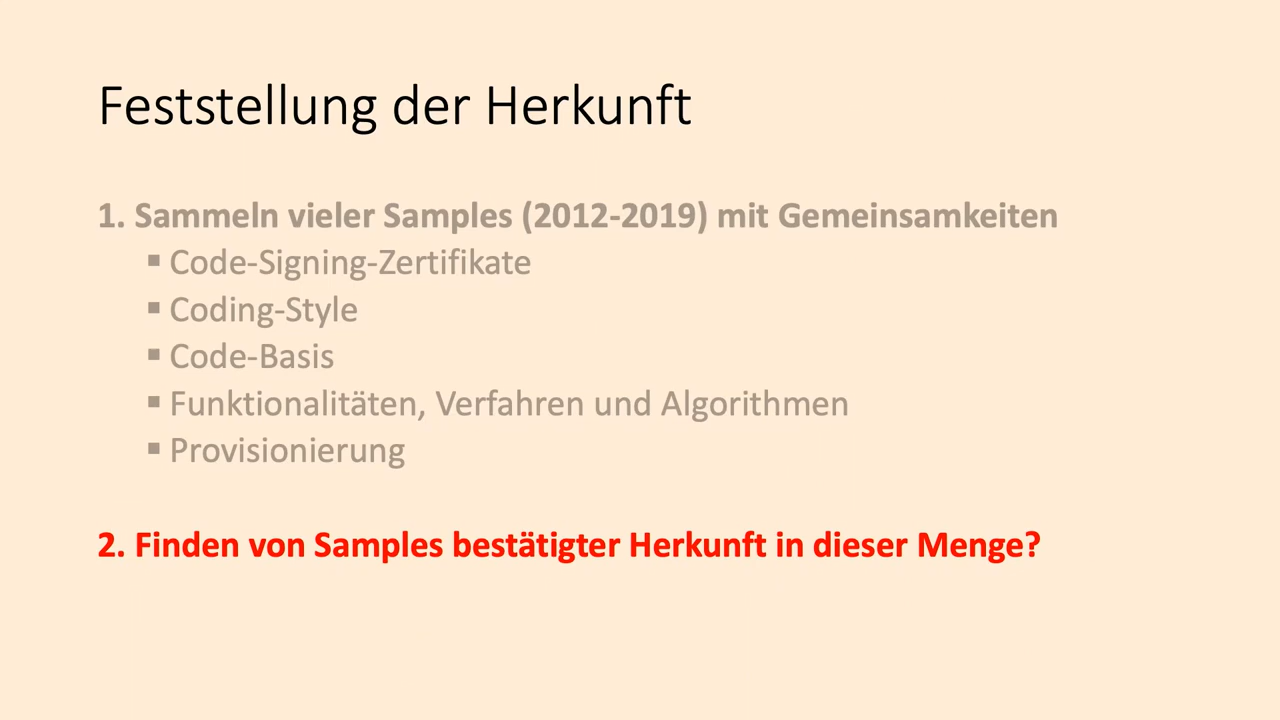 Feststellung der Herkunft
1. Sammeln vieler Samples (2012-2019) mit Gemeinsamkeiten
▪ Code-Signing-Zertifikate
▪ Coding-Style
▪ Code-Basis
▪ Funktionalitäten, Verfahren und Algorithmen
▪ Provisionierung
2. Finden von Samples bestätigter Herkunft in dieser Menge?